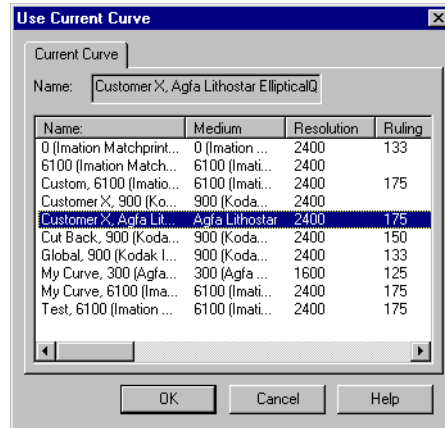 Use Current Curve
Current Curve
Name: Customer X, Agfa Lithostar EllipticalQ
Name: Medium Resolution Ruling
0 (Imation Matchprint... 0 (Imation ... 2400 133
6100 (Imation Match... 6100 (Imati... 2400
Custom, 6100 (Imatio... 6100 (Imati... 2400 175
Customer X, 900 (Ko... 900 (Koda... 2400
Customer X, Agfa Lit... Agfa Lithostar 2400 175
Cut Back, 900 (Koda... 900 (Koda... 2400 150
Global, 900 (Kodak I... 900 (Koda... 2400 133
My Curve, 300 (Agfa... 300 (Agfa ... 1600 125
My Curve, 6100 (Ima... 6100 (Imati... 2400 175
Test, 6100 (Imation ... 6100 (Imati... 2400 175
OK Cancel Help